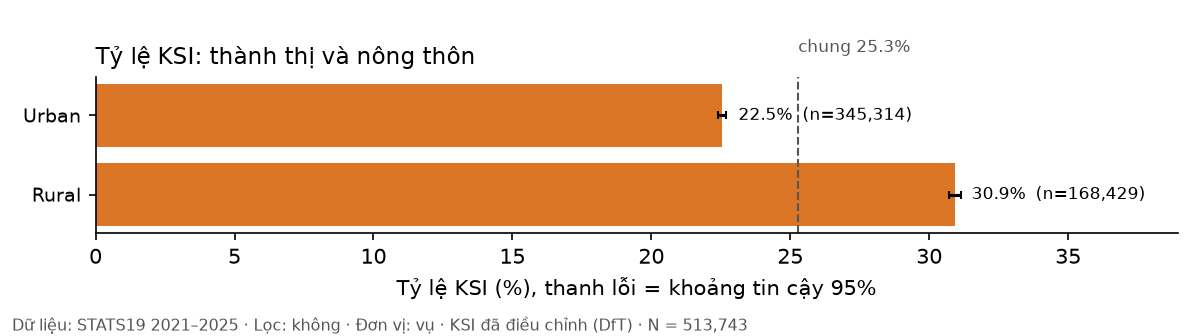 chung 25.3%
Tỷ lệ KSI: thành thị và nông thôn
Urban
22.5% (n=345,314)
Rural
30.9% (n=168,429)
0 5 10 15 20 25 30 35
Tỷ lệ KSI (%), thanh lỗi = khoảng tin cậy 95%
Dữ liệu: STATS19 2021–2025 · Lọc: không · Đơn vị: vụ · KSI đã điều chỉnh (DfT) · N = 513,743